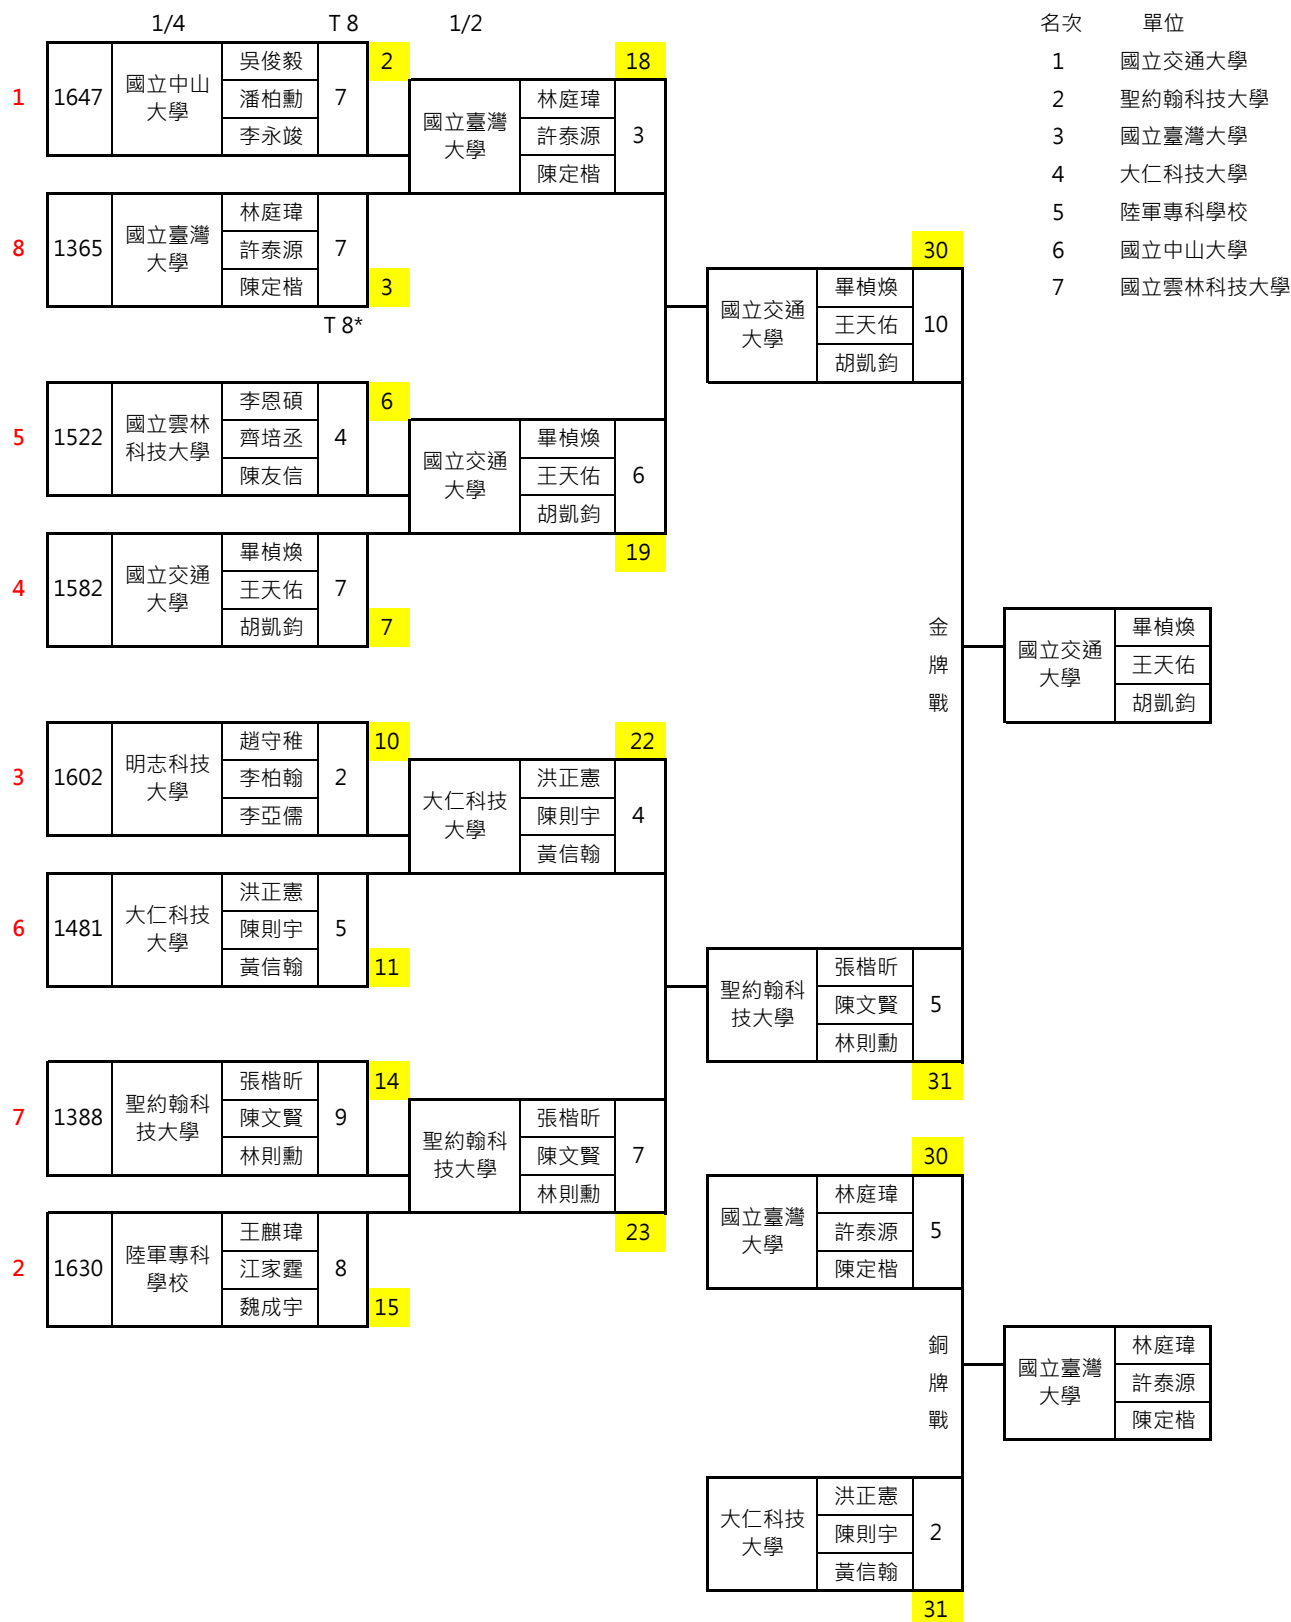 1/4 T 8 1/2 名次 單位
吳俊毅 2 18 1 國立交通大學
1 1647 國立中山 大學 潘柏勳 7 林庭瑋 2 聖約翰科技大學
李永竣 國立臺灣 大學 許泰源 3 3 國立臺灣大學
陳定楷 4 大仁科技大學
林庭瑋 5 陸軍專科學校
8 1365 國立臺灣 大學 許泰源 7 30 6 國立中山大學
陳定楷 3 畢楨煥 7 國立雲林科技大學
T 8* 國立交通 大學 王天佑 10
胡凱鈞
李恩碩 6
5 1522 國立雲林 科技大學 齊培丞 4 畢楨煥
陳友信 國立交通 大學 王天佑 6
胡凱鈞
畢楨煥 19
4 1582 國立交通 大學 王天佑 7
胡凱鈞 7 金 畢楨煥
牌 國立交通 大學 王天佑
戰 胡凱鈞
趙守稚 10 22
3 1602 明志科技 大學 李柏翰 2 洪正憲
李亞儒 大仁科技 大學 陳則宇 4
黃信翰
洪正憲
6 1481 大仁科技 大學 陳則宇 5
黃信翰 11 張楷昕
聖約翰科 技大學 陳文賢 5
林則勳
張楷昕 14 31
7 1388 聖約翰科 技大學 陳文賢 9 張楷昕
林則勳 聖約翰科 技大學 陳文賢 7 30
林則勳 林庭瑋
王麒瑋 23 國立臺灣 大學 許泰源 5
2 1630 陸軍專科 學校 江家霆 8 陳定楷
魏成宇 15
銅 林庭瑋
牌 國立臺灣 大學 許泰源
戰 陳定楷
洪正憲
大仁科技 大學 陳則宇 2
黃信翰
31